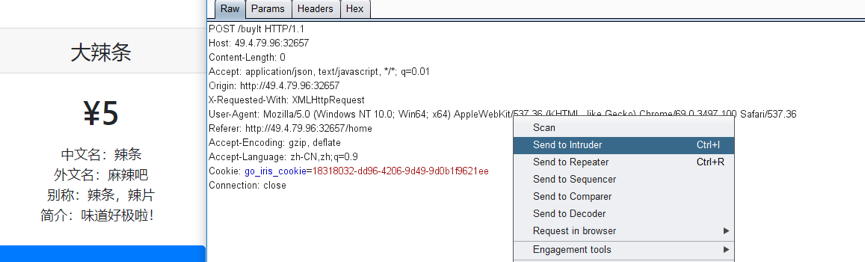 大辣条
¥5
中文名：辣条
外文名：麻辣吧
别称：辣条，辣片
简介：味道好极啦！
Raw Params Headers Hex
POST /buyIt HTTP/1.1
Host: 49.4.79.96:32657
Content-Length: 0
Accept: application/json, text/javascript, */*; q=0.01
Origin: http://49.4.79.96:32657
X-Requested-With: XMLHttpRequest
User-Agent: Mozilla/5.0 (Windows NT 10.0; Win64; x64) AppleWebKit/537.36 (KHTML, like Gecko) Chrome/69.0.3497.100 Safari/537.36
Referer: http://49.4.79.96:32657/home
Accept-Encoding: gzip, deflate
Accept-Language: zh-CN,zh;q=0.9
Cookie: go_iris_cookie=18318032-dd96-4206-9d49-9d0b1f9621ee
Connection: close
Scan
Send to Intruder Ctrl+I
Send to Repeater Ctrl+R
Send to Sequencer
Send to Comparer
Send to Decoder
Request in browser
Engagement tools